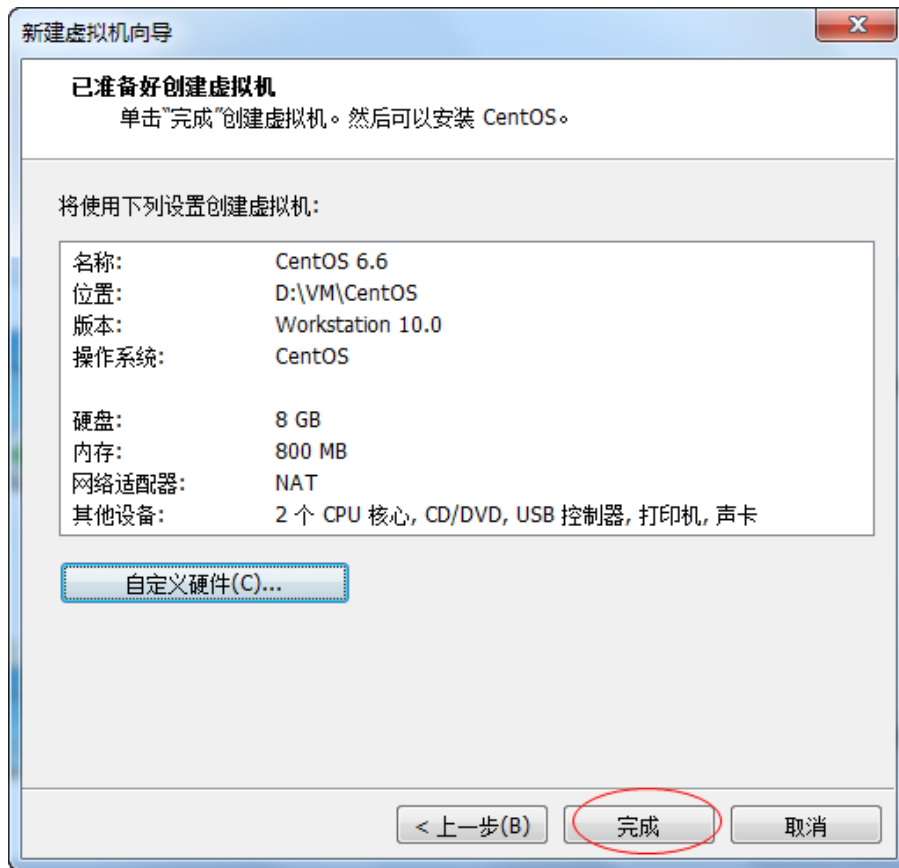 新建虚拟机向导
已准备好创建虚拟机
单击"完成"创建虚拟机。然后可以安装 CentOS。
将使用下列设置创建虚拟机:
名称: CentOS 6.6
位置: D:\VM\CentOS
版本: Workstation 10.0
操作系统: CentOS
硬盘: 8 GB
内存: 800 MB
网络适配器: NAT
其他设备: 2 个 CPU 核心, CD/DVD, USB 控制器, 打印机, 声卡
自定义硬件(C)...
< 上一步(B) 完成 取消